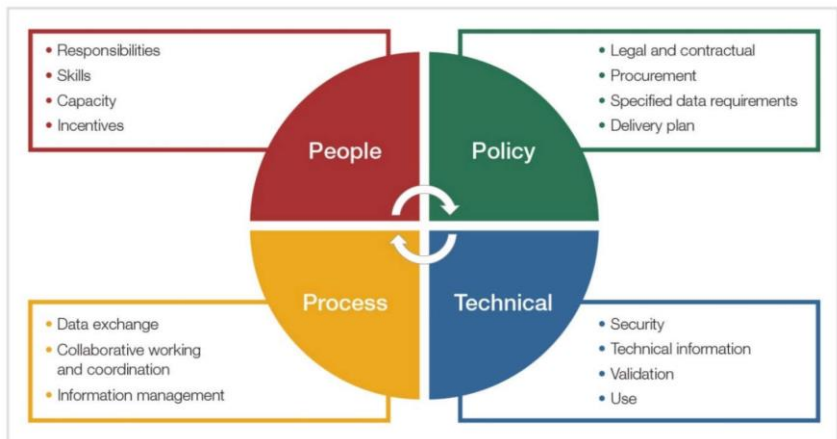 • Responsibilities
• Skills
• Capacity
• Incentives
People
• Legal and contractual
• Procurement
• Specified data requirements
• Delivery plan
Policy
• Data exchange
• Collaborative working
and coordination
• Information management
Process
• Security
• Technical information
• Validation
• Use
Technical